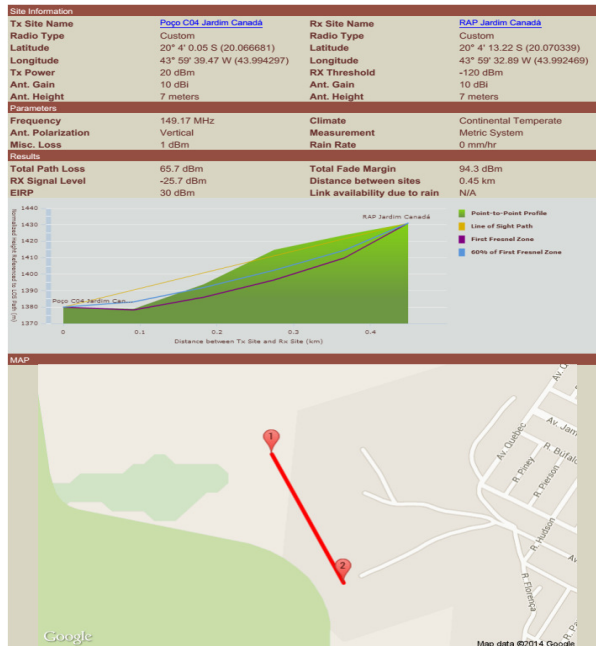 Site Information
Tx Site Name Poço C04 Jardim Canadá Rx Site Name RAP Jardim Canadá
Radio Type Custom Radio Type Custom
Latitude 20° 4' 0.05 S (20.066681) Latitude 20° 4' 13.22 S (20.070339)
Longitude 43° 59' 39.47 W (43.994297) Longitude 43° 59' 32.89 W (43.992469)
Tx Power 20 dBm RX Threshold -120 dBm
Ant. Gain 10 dBi Ant. Gain 10 dBi
Ant. Height 7 meters Ant. Height 7 meters
Parameters
Frequency 149.17 MHz Climate Continental Temperate
Ant. Polarization Vertical Measurement Metric System
Misc. Loss 1 dBm Rain Rate 0 mm/hr
Results
Total Path Loss 65.7 dBm Total Fade Margin 94.3 dBm
RX Signal Level -25.7 dBm Distance between sites 0.45 km
EIRP 30 dBm Link availability due to rain N/A
1440
1430
1420
1410
1400
1390
1380
1370
RAP Jardim Canadá
Poço C04 Jardim Can
Point-to-Point Profile
Line of Sight Path
First Fresnel Zone
60% of First Fresnel Zone
0 0.1 0.2 0.3 0.4
Distance between Tx Site and Rx Site (km)
MAP
1
2
Av. Q
Av. Quebec
Av. Jam
R. Búfalo
R. Piney
R. Pierson
R. Hudson
Av.
R. Florença
R. Pa
Google
Map data ©2014 Google